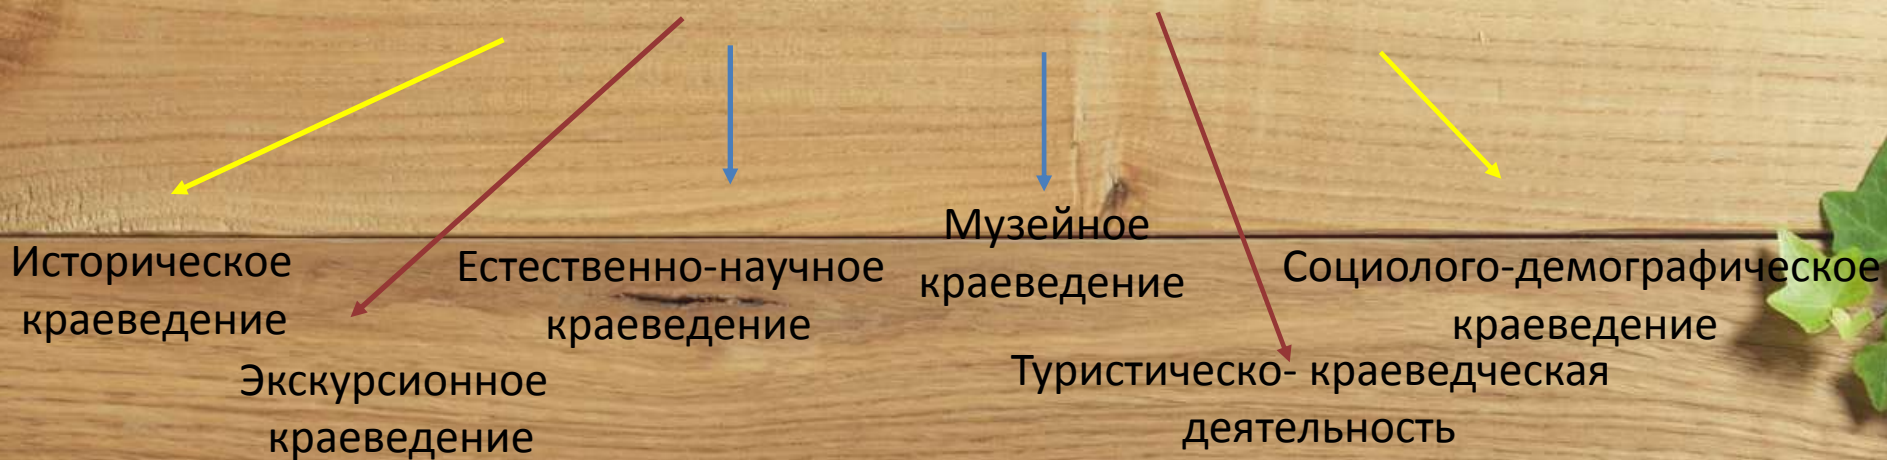 Историческое
краеведение
Экскурсионное
краеведение
Естественно-научное
краеведение
Музейное
краеведение
Туристическо- краеведческая
деятельность
Социолого-демографическое
краеведение